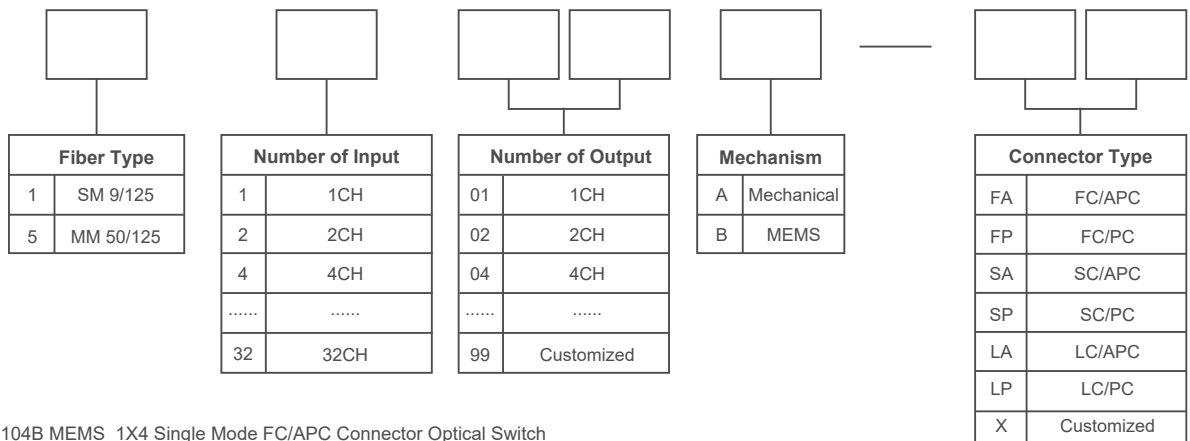 Fiber Type
1 SM 9/125
5 MM 50/125
Number of Input
1 1CH
2 2CH
4 4CH
...... ......
32 32CH
Number of Output
01 1CH
02 2CH
04 4CH
...... ......
99 Customized
Mechanism
A Mechanical
B MEMS
Connector Type
FA FC/APC
FP FC/PC
SA SC/APC
SP SC/PC
LA LC/APC
LP LC/PC
X Customized
104B MEMS 1X4 Single Mode FC/APC Connector Optical Switch